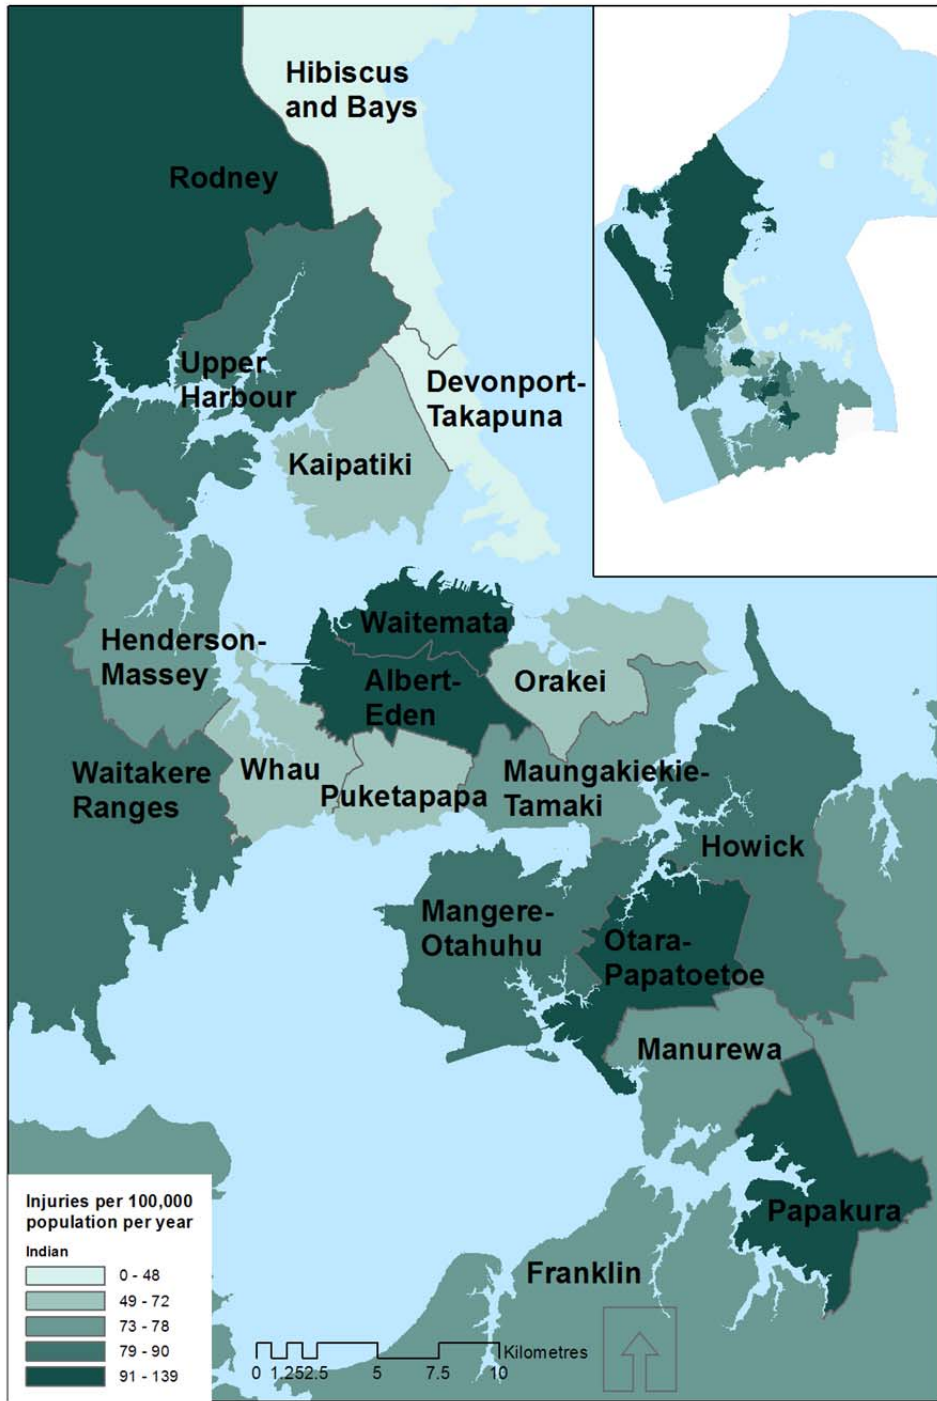 Hibiscus
and Bays
Rodney
Upper
Harbour
Devonport-
Takapuna
Kaipatiki
Waitemata
Henderson-
Massey
Albert-
Eden
Orakei
Waitakere
Ranges
Whau
Puketapapa
Maungakiekie-
Tamaki
Howick
Mangere-
Otahuhu
Otara-
Papatoetoe
Manurewa
Papakura
Franklin
Injuries per 100,000
population per year
Indian
0 - 48
49 - 72
73 - 78
79 - 90
91 - 139
Kilometres
0 1.252.5 5 7.5 10